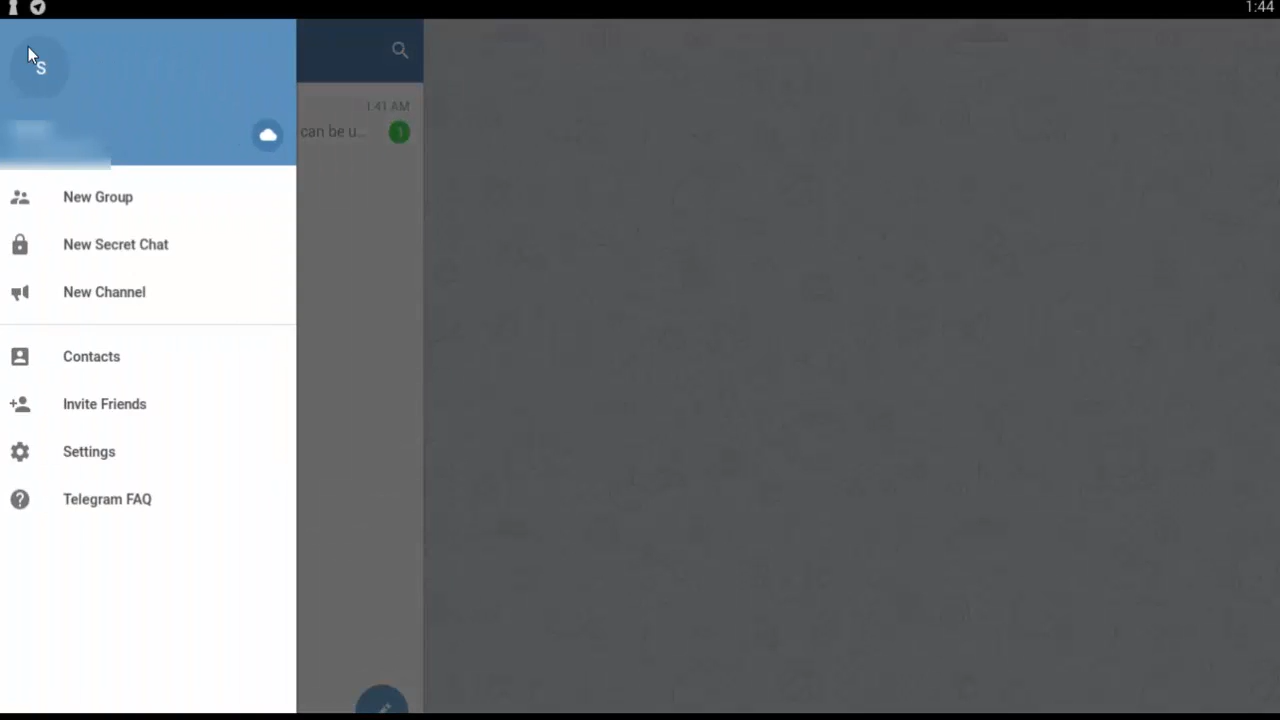 1:44
S
1:41 AM
can be u...
1
New Group
New Secret Chat
New Channel
Contacts
Invite Friends
Settings
Telegram FAQ